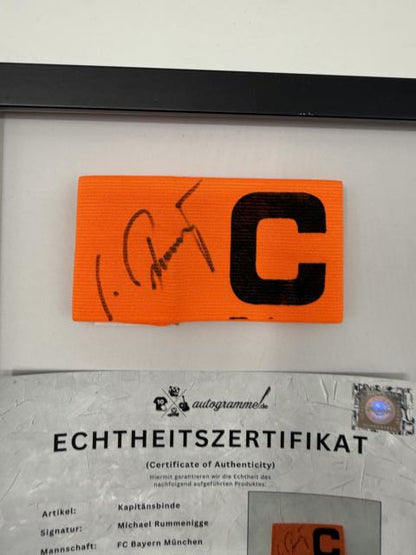 C
autogramme.de
ECHTHEITSZERTIFIKAT
(Certificate of Authenticity)
Hiermit garantieren wir die Echtheit des
nachfolgend aufgeführten Produktes:
Artikel: Kapitänsbinde
Signatur: Michael Rummenigge
Mannschaft: FC Bayern München
C